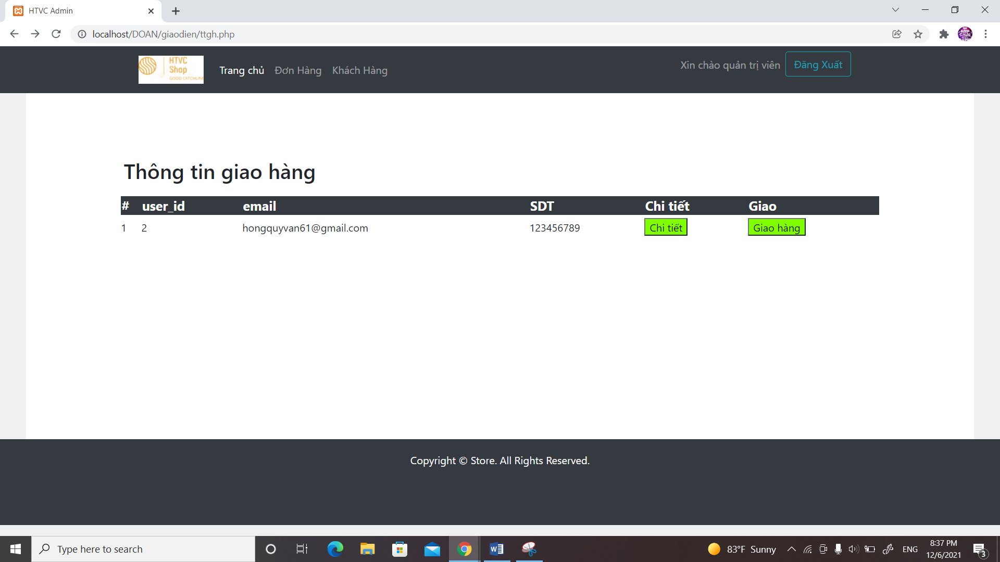 HTVC Admin
localhost/DOAN/giaodien/ttgh.php
HTVC
Shop
GOOD CATCHLINE
Trang chủ Đơn Hàng Khách Hàng
Xin chào quản trị viên Đăng Xuất
Thông tin giao hàng
# user_id email SDT Chi tiết Giao
1 2 hongquyvan61@gmail.com 123456789 Chi tiết Giao hàng
Copyright © Store. All Rights Reserved.
Type here to search
83°F Sunny
ENG
8:37 PM
12/6/2021
3